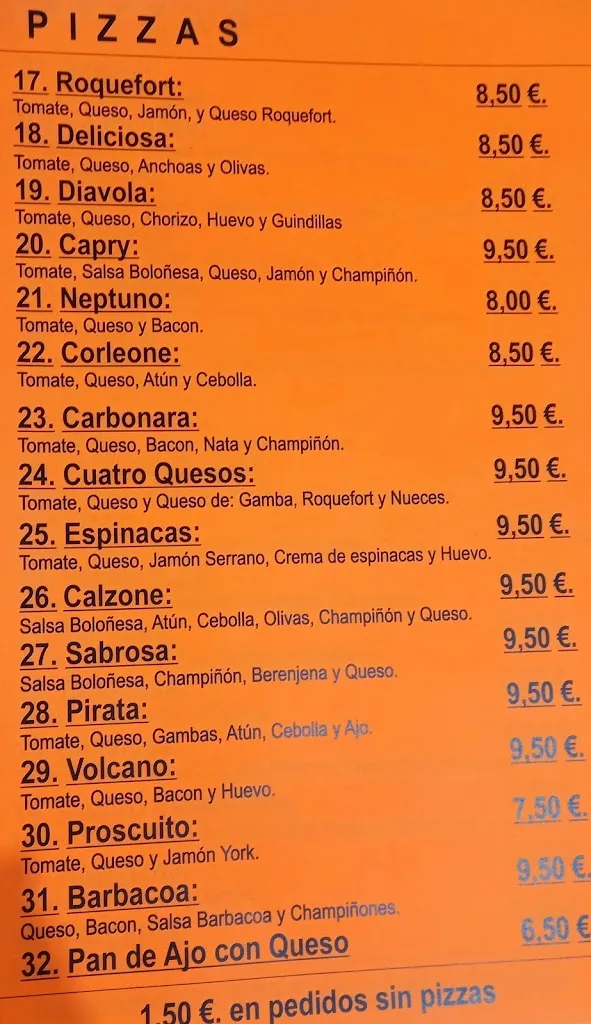 PIZZAS
17. Roquefort: 8,50 €.
Tomate, Queso, Jamón, y Queso Roquefort.
18. Deliciosa: 8,50 €.
Tomate, Queso, Anchoas y Olivas.
19. Diavola: 8,50 €.
Tomate, Queso, Chorizo, Huevo y Guindillas
20. Capry: 9,50 €.
Tomate, Salsa Boloñesa, Queso, Jamón y Champiñón.
21. Neptuno: 8,00 €.
Tomate, Queso y Bacon.
22. Corleone: 8,50 €.
Tomate, Queso, Atún y Cebolla.
23. Carbonara: 9,50 €.
Tomate, Queso, Bacon, Nata y Champiñón.
24. Cuatro Quesos: 9,50 €.
Tomate, Queso y Queso de: Gamba, Roquefort y Nueces.
25. Espinacas: 9,50 €.
Tomate, Queso, Jamón Serrano, Crema de espinacas y Huevo.
26. Calzone: 9,50 €.
Salsa Boloñesa, Atún, Cebolla, Olivas, Champiñón y Queso.
27. Sabrosa: 9,50 €.
Salsa Boloñesa, Champiñón, Berenjena y Queso.
28. Pirata: 9,50 €.
Tomate, Queso, Gambas, Atún, Cebolla y Ajo.
29. Volcano: 9,50 €.
Tomate, Queso, Bacon y Huevo.
30. Proscuito: 7,50 €.
Tomate, Queso y Jamón York.
31. Barbacoa: 9,50 €.
Queso, Bacon, Salsa Barbacoa y Champiñones.
32. Pan de Ajo con Queso 6,50 €
1,50 €. en pedidos sin pizzas